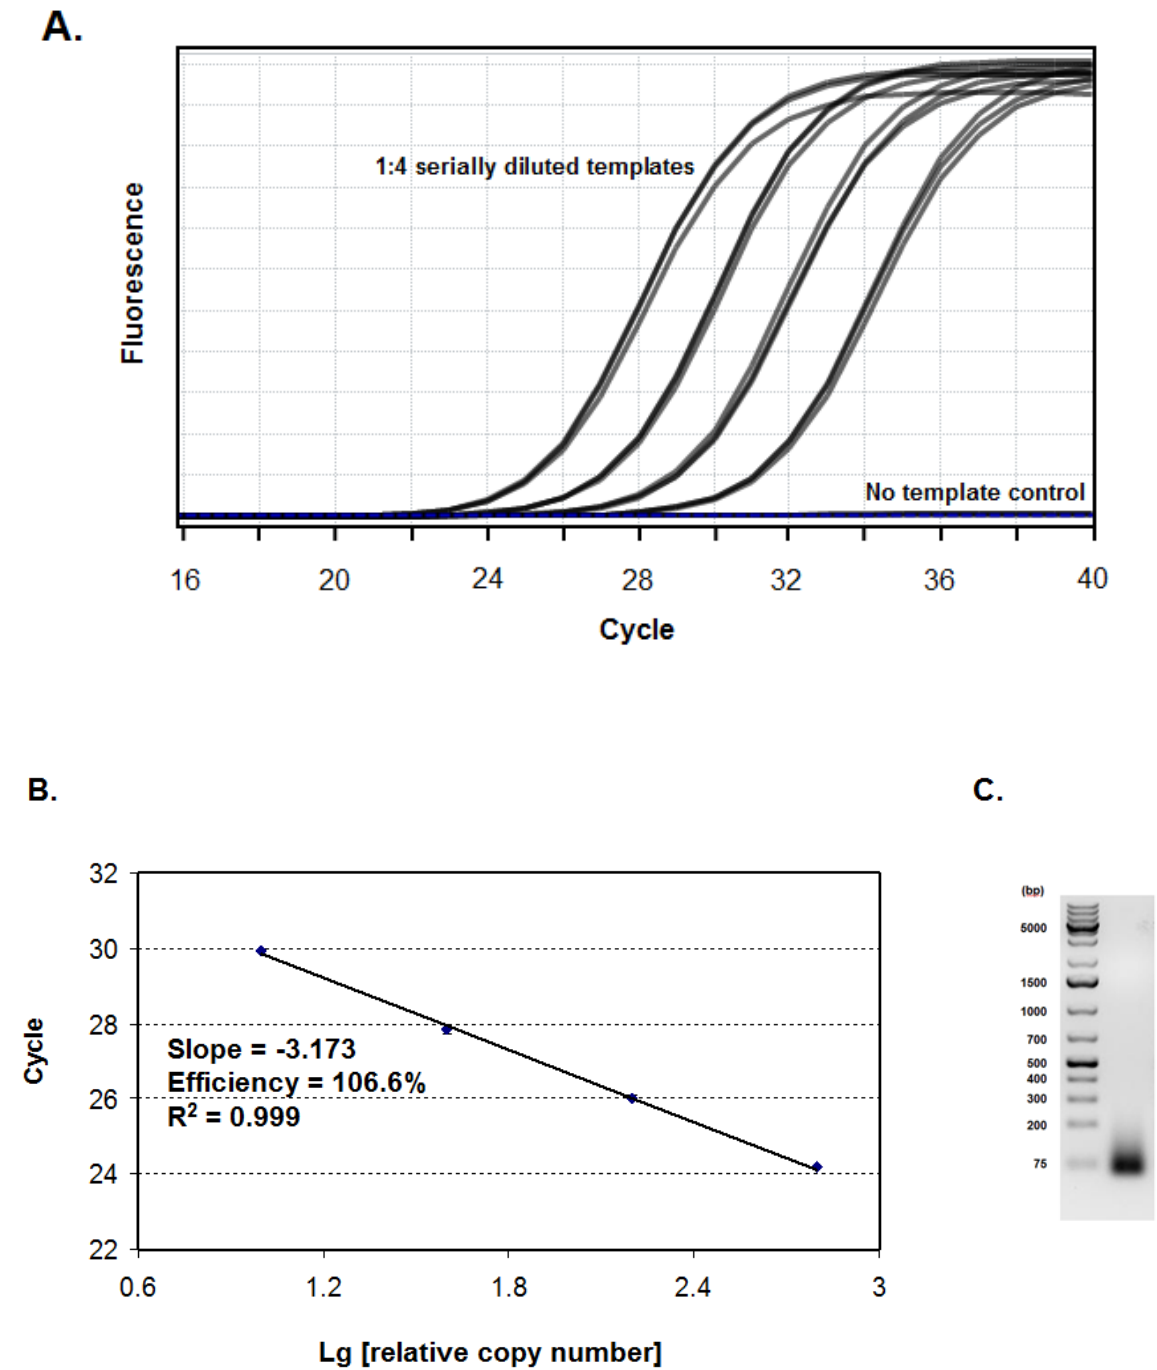 A.
1:4 serially diluted templates
Fluorescence
No template control
16 20 24 28 32 36 40
Cycle
B.
C.
32
30
28
26
24
22
Cycle
Slope = -3.173
Efficiency = 106.6%
R² = 0.999
0.6 1.2 1.8 2.4 3
Lg [relative copy number]
(bp)
5000
1500
1000
700
500
400
300
200
75